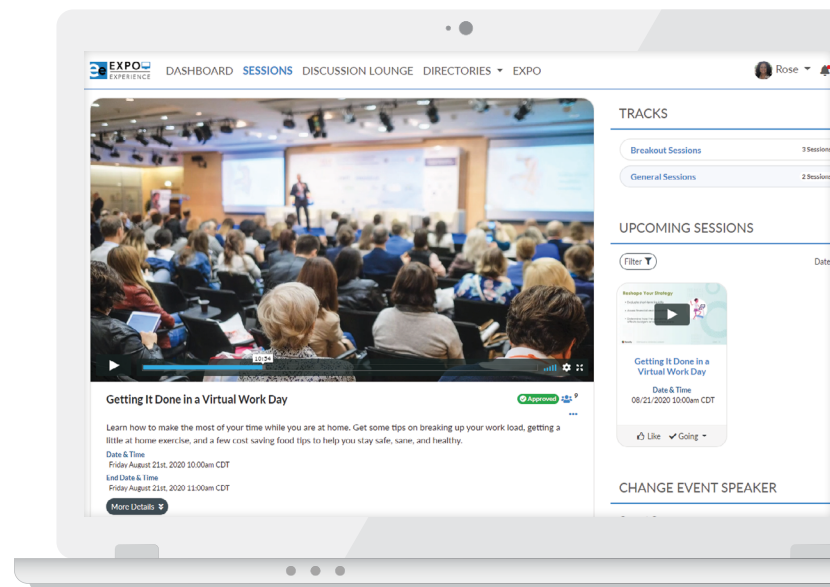 EXPO
EXPERIENCE
DASHBOARD SESSIONS DISCUSSION LOUNGE DIRECTORIES EXPO
Rose
10:34
Getting It Done in a Virtual Work Day
Approved 9
Learn how to make the most of your time while you are at home. Get some tips on breaking up your work load, getting a
little at home exercise, and a few cost saving food tips to help you stay safe, sane, and healthy.
Date & Time
Friday August 21st, 2020 10:00am CDT
End Date & Time
Friday August 21st, 2020 11:00am CDT
More Details
TRACKS
Breakout Sessions 3 Sessions
General Sessions 2 Sessions
UPCOMING SESSIONS
Filter Date
Reshape Your Strategy
Getting It Done in a
Virtual Work Day
Date & Time
08/21/2020 10:00am CDT
Like Going
CHANGE EVENT SPEAKER